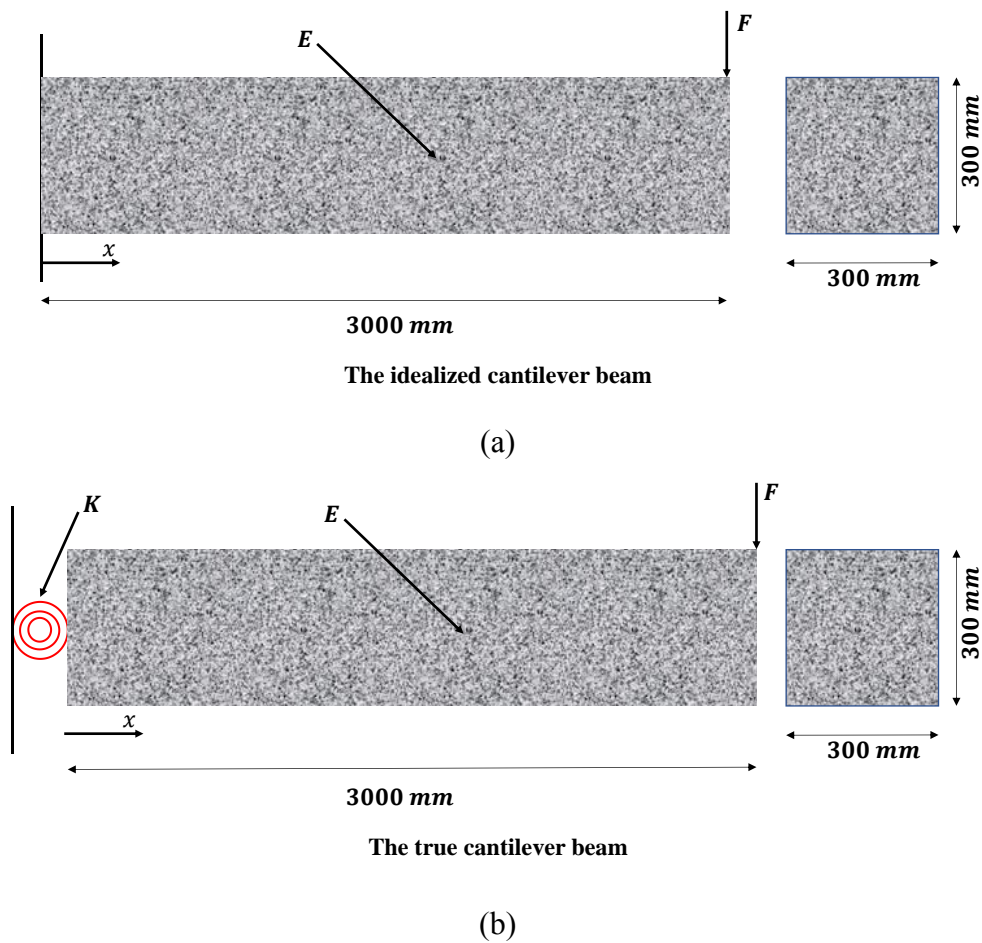 E
F
300 mm
x
300 mm
3000 mm
The idealized cantilever beam
(a)
K
E
F
300 mm
x
300 mm
3000 mm
The true cantilever beam
(b)